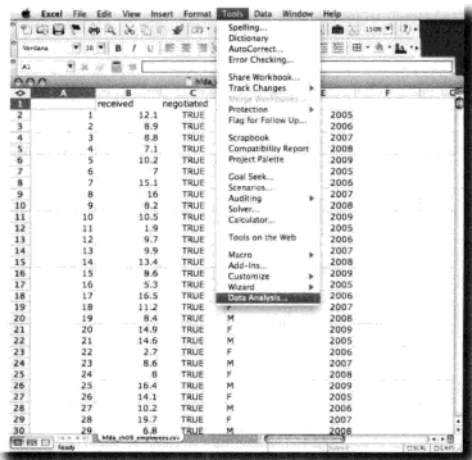 Excel File Edit View Insert Format Tools Data Window Help
150%
Verdana 10 B I U
A1
Spelling...
Dictionary
AutoCorrect...
Error Checking...
Share Workbook...
Track Changes
Merge Workbooks...
Protection
Flag for Follow Up...
Scrapbook
Compatibility Report
Project Palette
Goal Seek...
Scenarios...
Auditing
Solver...
Calculator...
Tools on the Web
Macro
Add-Ins...
Customize
Wizard
Data Analysis...
A B C E F G
1 received negotiated
2 1 12.1 TRUE 2005
3 2 8.9 TRUE 2006
4 3 8.8 TRUE 2007
5 4 7.1 TRUE 2008
6 5 10.2 TRUE 2009
7 6 7 TRUE 2005
8 7 15.1 TRUE 2006
9 8 16 TRUE 2007
10 9 8.2 TRUE 2008
11 10 10.5 TRUE 2009
12 11 1.9 TRUE 2005
13 12 9.7 TRUE 2006
14 13 9.9 TRUE 2007
15 14 13.4 TRUE 2008
16 15 8.6 TRUE 2009
17 16 5.3 TRUE 2005
18 17 16.5 TRUE 2006
19 18 11.2 TRUE F 2007
20 19 8.4 TRUE M 2008
21 20 14.9 TRUE F 2009
22 21 14.6 TRUE M 2005
23 22 2.7 TRUE F 2006
24 23 8.6 TRUE M 2007
25 24 8 TRUE F 2008
26 25 16.4 TRUE M 2009
27 26 14.1 TRUE F 2005
28 27 10.2 TRUE M 2006
29 28 19.7 TRUE F 2007
30 29 6.8 TRUE M 2008
hfda_ch09_employees.csv
Ready